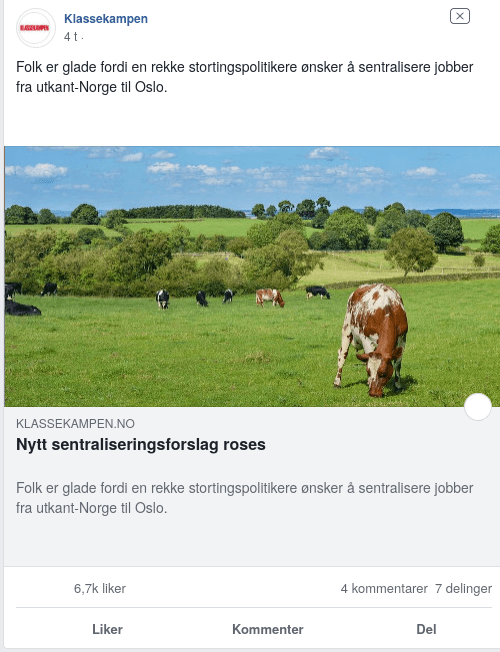 KLASSEKAMPEN
Klassekampen
4 t ·
Folk er glade fordi en rekke stortingspolitikere ønsker å sentralisere jobber
fra utkant-Norge til Oslo.
KLASSEKAMPEN.NO
Nytt sentraliseringsforslag roses
Folk er glade fordi en rekke stortingspolitikere ønsker å sentralisere jobber
fra utkant-Norge til Oslo.
6,7k liker 4 kommentarer 7 delinger
Liker Kommenter Del